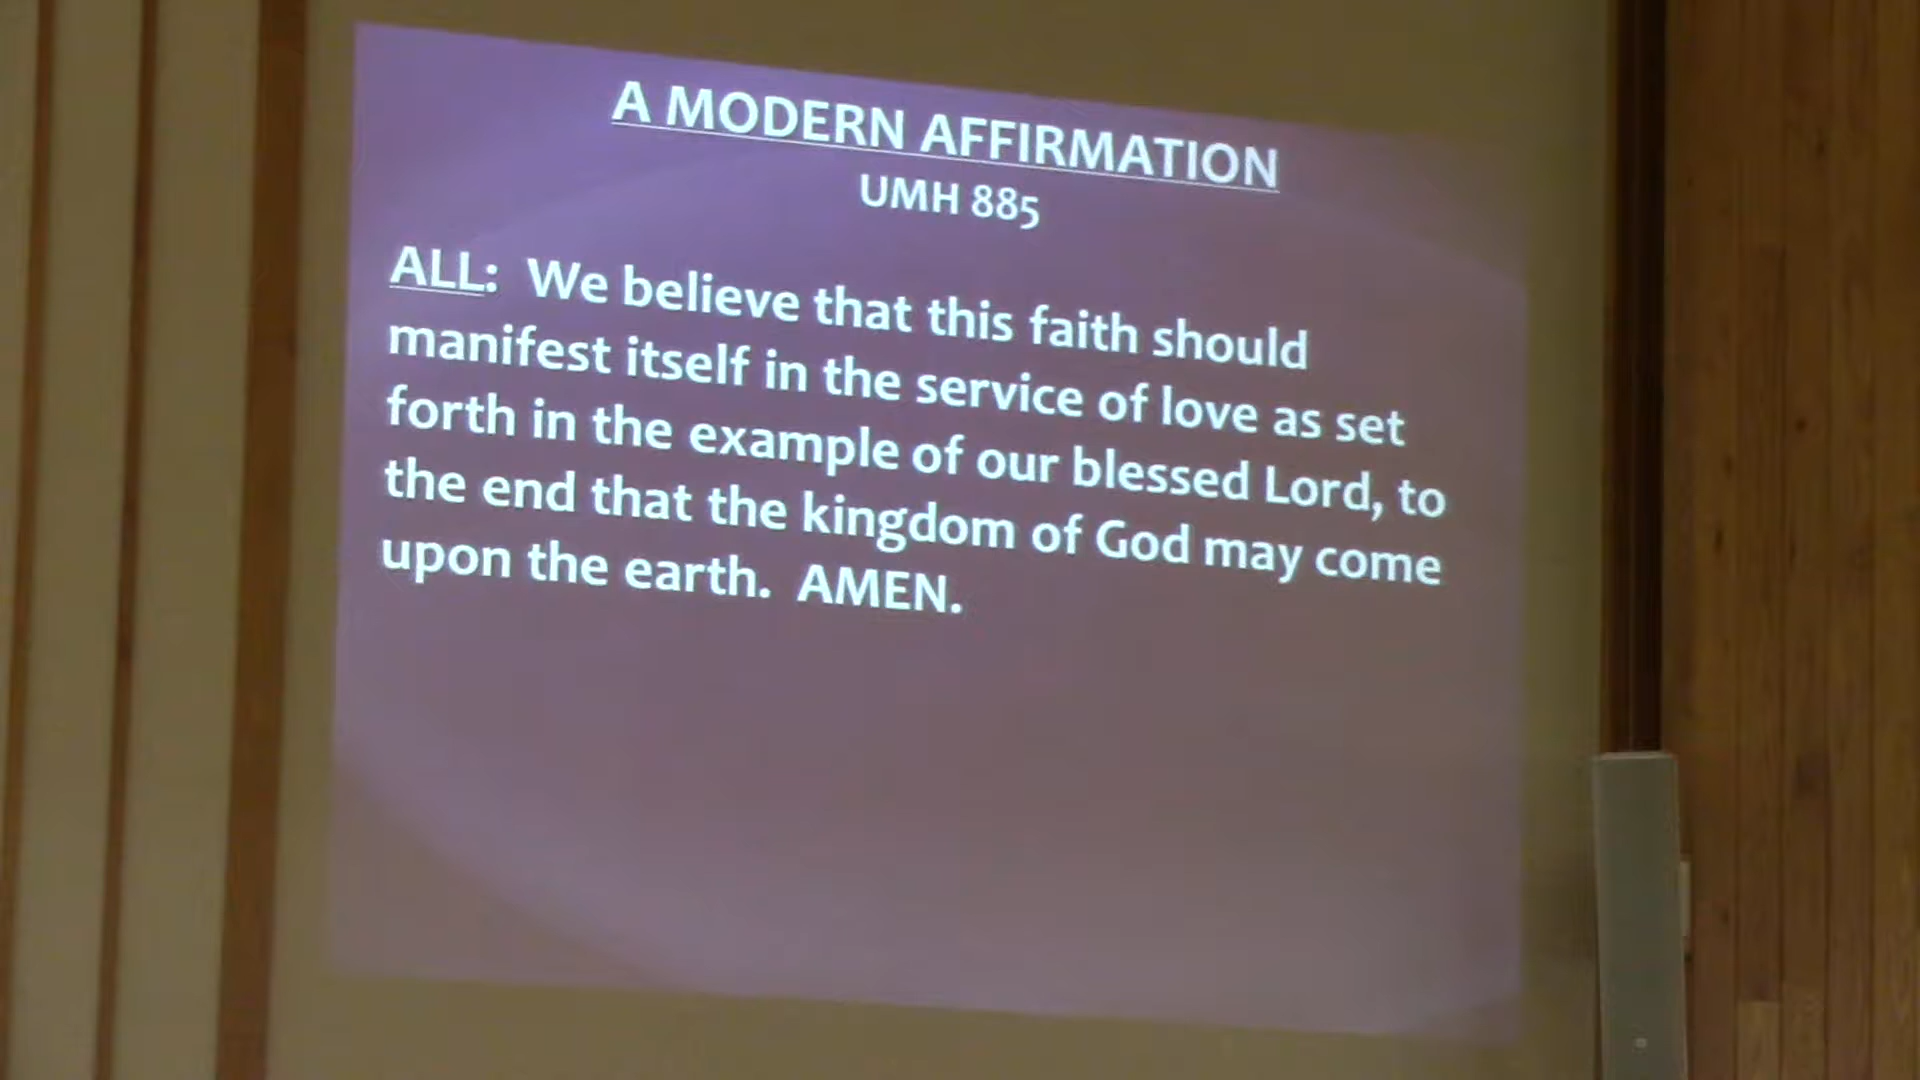 A MODERN AFFIRMATION
UMH 885
ALL: We believe that this faith should
manifest itself in the service of love as set
forth in the example of our blessed Lord, to
the end that the kingdom of God may come
upon the earth. AMEN.